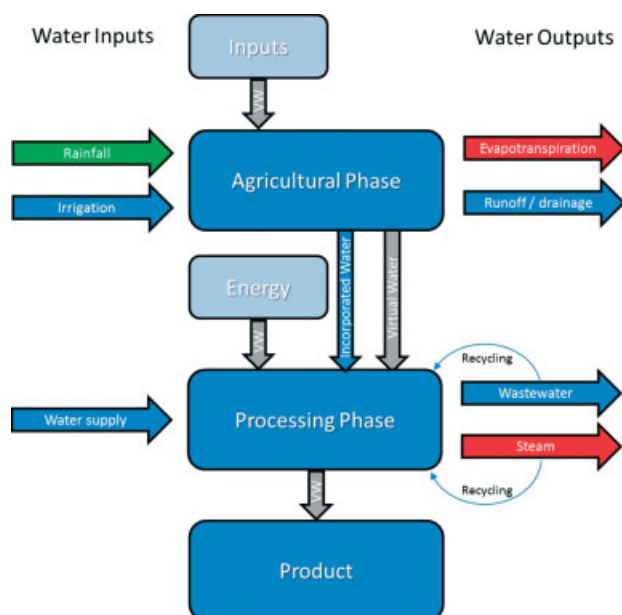 Water Inputs
Inputs
Water Outputs
VW
Rainfall
Agricultural Phase
Evapotranspiration
Irrigation
Runoff / drainage
Incorporated Water
Virtual Water
Energy
VW
Recycling
Water supply
Processing Phase
Wastewater
Steam
Recycling
VW
Product